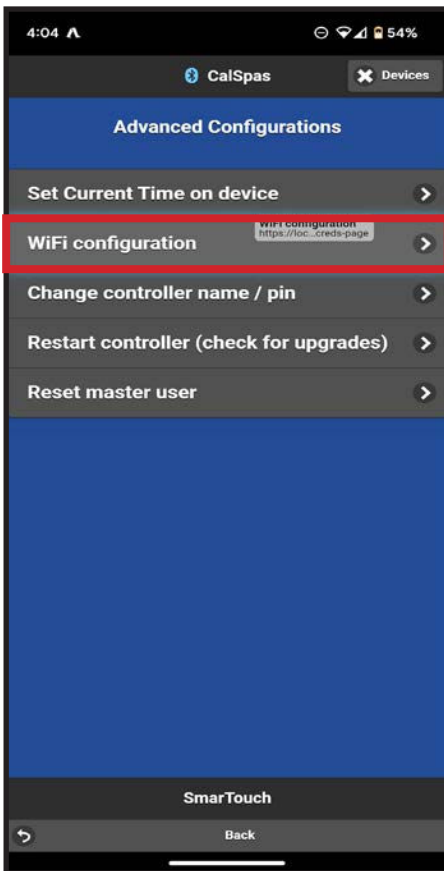 4:04
54%
CalSpas
Devices
Advanced Configurations
Set Current Time on device
WiFi configuration
WiFi configuration
https://loc...creds-page
Change controller name / pin
Restart controller (check for upgrades)
Reset master user
SmarTouch
Back